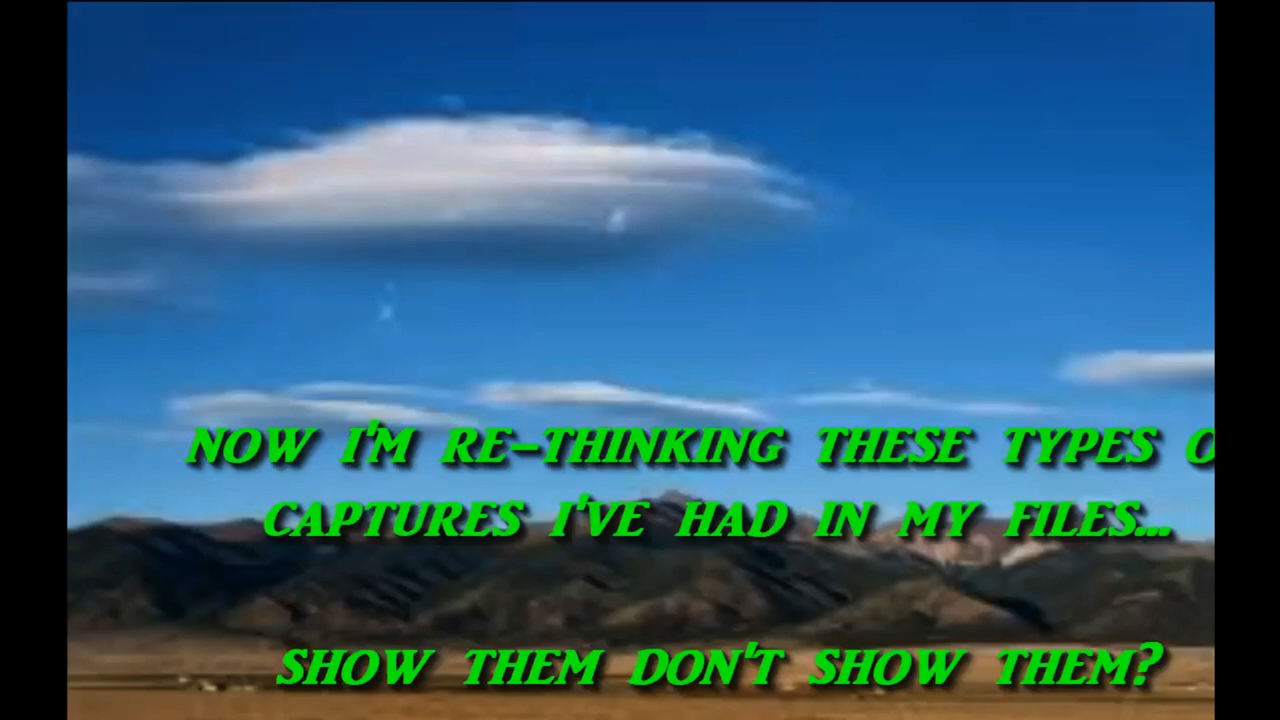 NOW I'M RE-THINKING THESE TYPES O
CAPTURES I'VE HAD IN MY FILES...
SHOW THEM DON'T SHOW THEM?